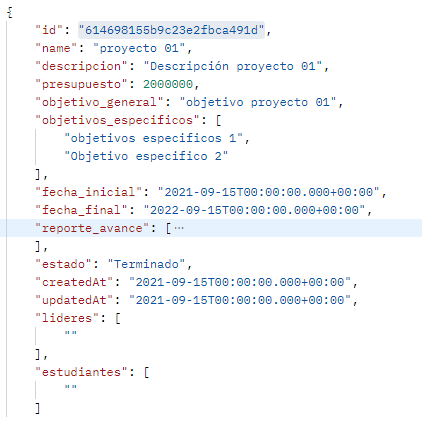 {
"id": "614698155b9c23e2fbca491d",
"name": "proyecto 01",
"descripcion": "Descripción proyecto 01",
"presupuesto": 2000000,
"objetivo_general": "objetivo proyecto 01",
"objetivos_especificos": [
"objetivos especificos 1",
"Objetivo especifico 2"
],
"fecha_inicial": "2021-09-15T00:00:00.000+00:00",
"fecha_final": "2022-09-15T00:00:00.000+00:00",
"reporte_avance": [ ⋯
],
"estado": "Terminado",
"createdAt": "2021-09-15T00:00:00.000+00:00",
"updatedAt": "2021-09-15T00:00:00.000+00:00",
"lideres": [
""
],
"estudiantes": [
""
]